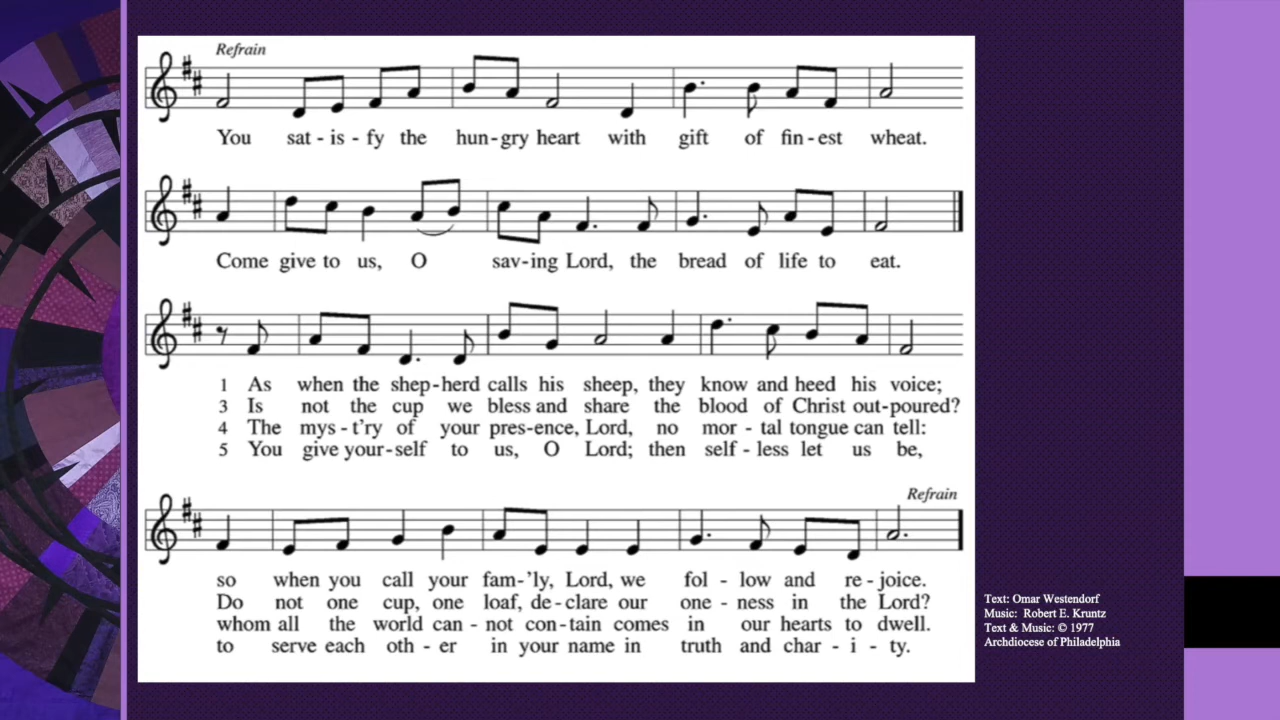 Refrain
You sat - is - fy the hun - gry heart with gift of fin - est wheat.
Come give to us, O sav - ing Lord, the bread of life to eat.
1 As when the shep - herd calls his sheep, they know and heed his voice;
3 Is not the cup we bless and share the blood of Christ out - poured?
4 The mys - t'ry of your pres - ence, Lord, no mor - tal tongue can tell:
5 You give your - self to us, O Lord; then self - less let us be,
Refrain
so when you call your fam - 'ly, Lord, we fol - low and re - joice.
Do not one cup, one loaf, de - clare our one - ness in the Lord?
whom all the world can - not con - tain comes in our hearts to dwell.
to serve each oth - er in your name in truth and char - i - ty.
Text: Omar Westendorf
Music: Robert E. Kruntz
Text & Music: © 1977
Archdiocese of Philadelphia